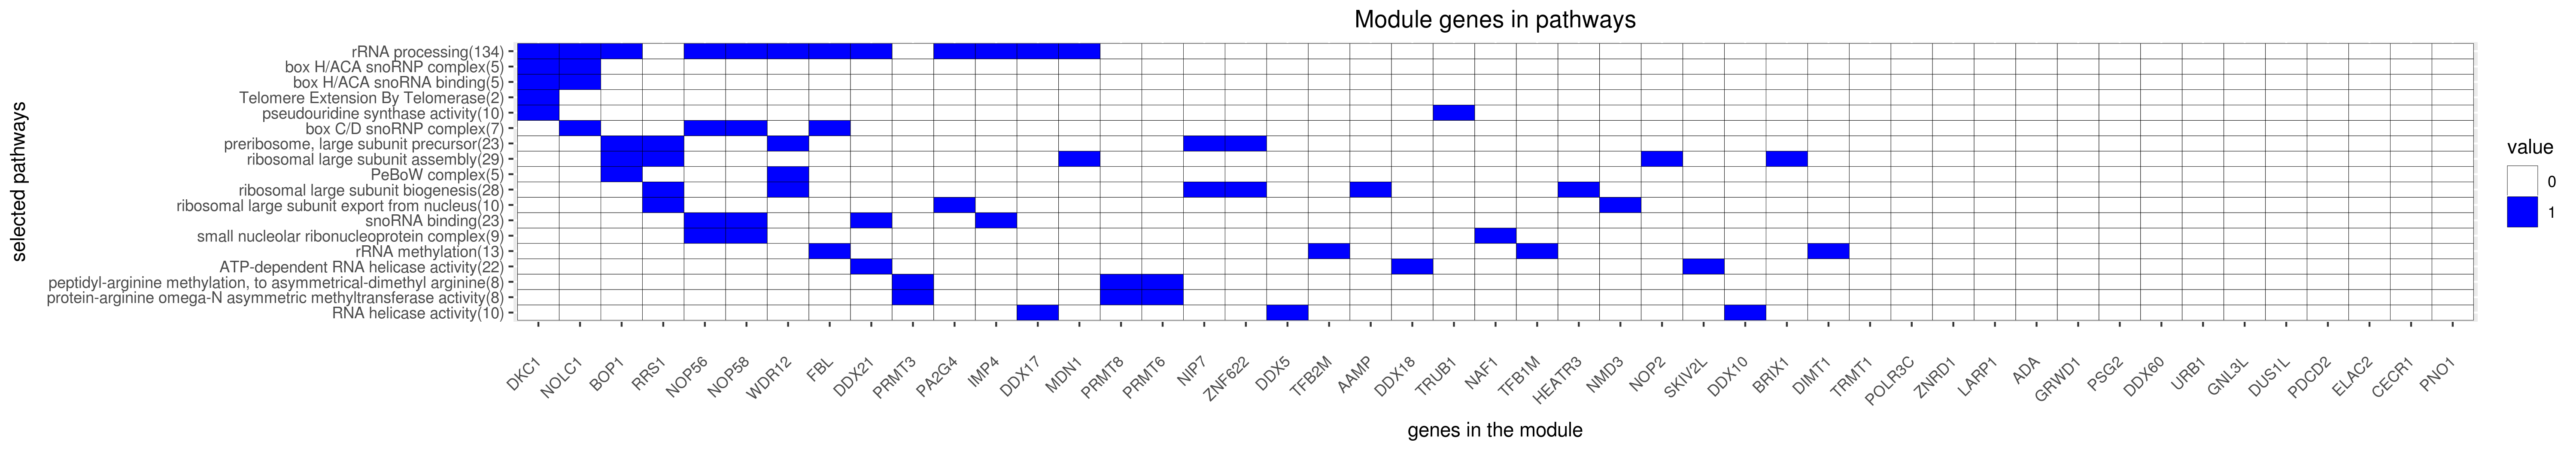 Module genes in pathways
selected pathways
rRNA processing(134)
box H/ACA snoRNP complex(5)
box H/ACA snoRNA binding(5)
Telomere Extension By Telomerase(2)
pseudouridine synthase activity(10)
box C/D snoRNP complex(7)
preribosome, large subunit precursor(23)
ribosomal large subunit assembly(29)
PeBoW complex(5)
ribosomal large subunit biogenesis(28)
ribosomal large subunit export from nucleus(10)
snoRNA binding(23)
small nucleolar ribonucleoprotein complex(9)
rRNA methylation(13)
ATP-dependent RNA helicase activity(22)
peptidyl-arginine methylation, to asymmetrical-dimethyl arginine(8)
protein-arginine omega-N asymmetric methyltransferase activity(8)
RNA helicase activity(10)
DKC1
NOLC1
BOP1
RRS1
NOP56
NOP58
WDR12
FBL
DDX21
PRMT3
PA2G4
IMP4
DDX17
MDN1
PRMT8
PRMT6
NIP7
ZNF622
DDX5
TFB2M
AAMP
DDX18
TRUB1
NAF1
TFB1M
HEATR3
NMD3
NOP2
SKIV2L
DDX10
BRIX1
DIMT1
TRMT1
POLR3C
ZNRD1
LARP1
ADA
GRWD1
PSG2
DDX60
URB1
GNL3L
DUS1L
PDCD2
ELAC2
CECR1
PNO1
genes in the module
value
0
1